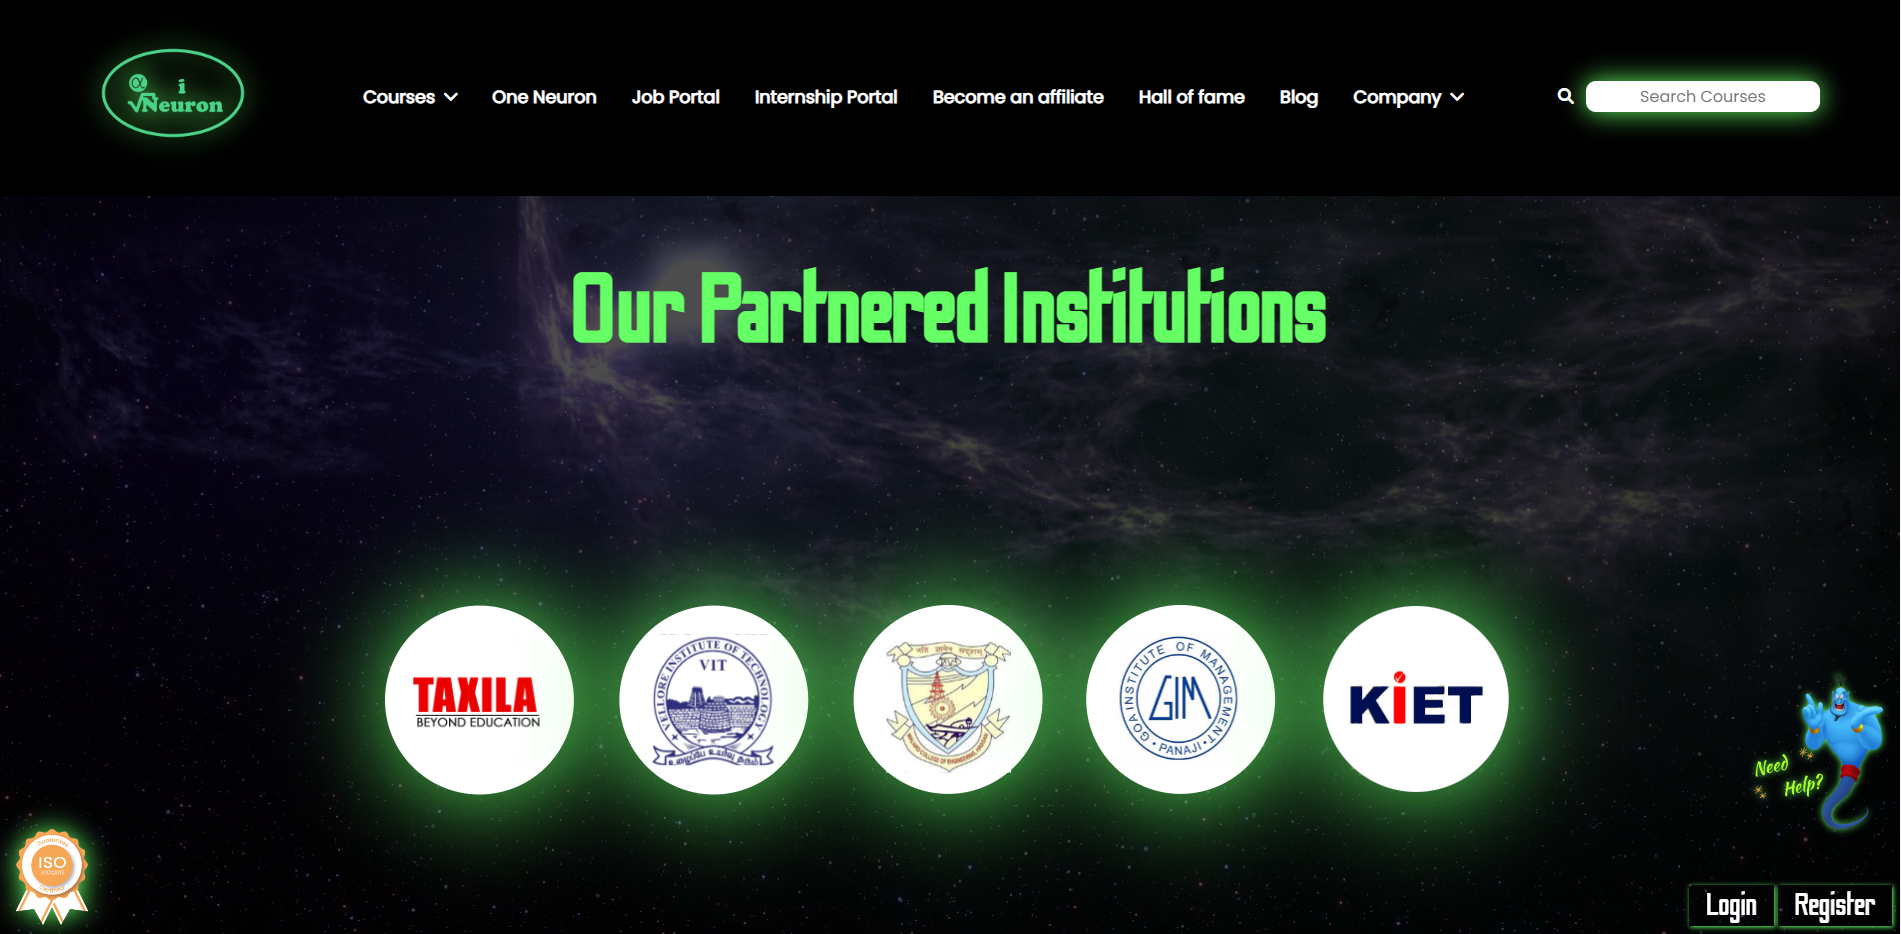 i
Neuron
Courses
One Neuron
Job Portal
Internship Portal
Become an affiliate
Hall of fame
Blog
Company
Search Courses
Our Partnered Institutions
TAXILA
BEYOND EDUCATION
VELLORE INSTITUTE OF TECHNOLOGY
VIT
GOA INSTITUTE OF MANAGEMENT
GIM
PANAJI
KiET
Need
Help?
ISO
Login
Register